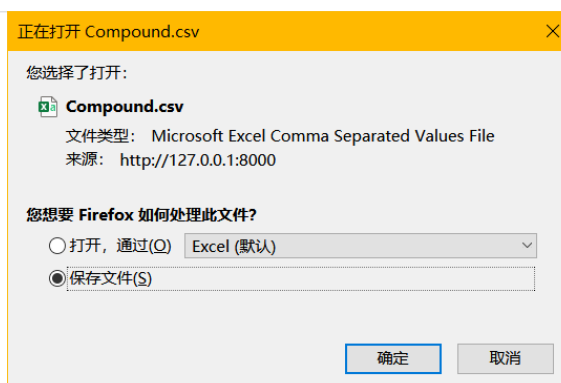 正在打开 Compound.csv
您选择了打开：
Compound.csv
文件类型： Microsoft Excel Comma Separated Values File
来源： http://127.0.0.1:8000
您想要 Firefox 如何处理此文件?
打开，通过(O) Excel (默认)
保存文件(S)
确定 取消